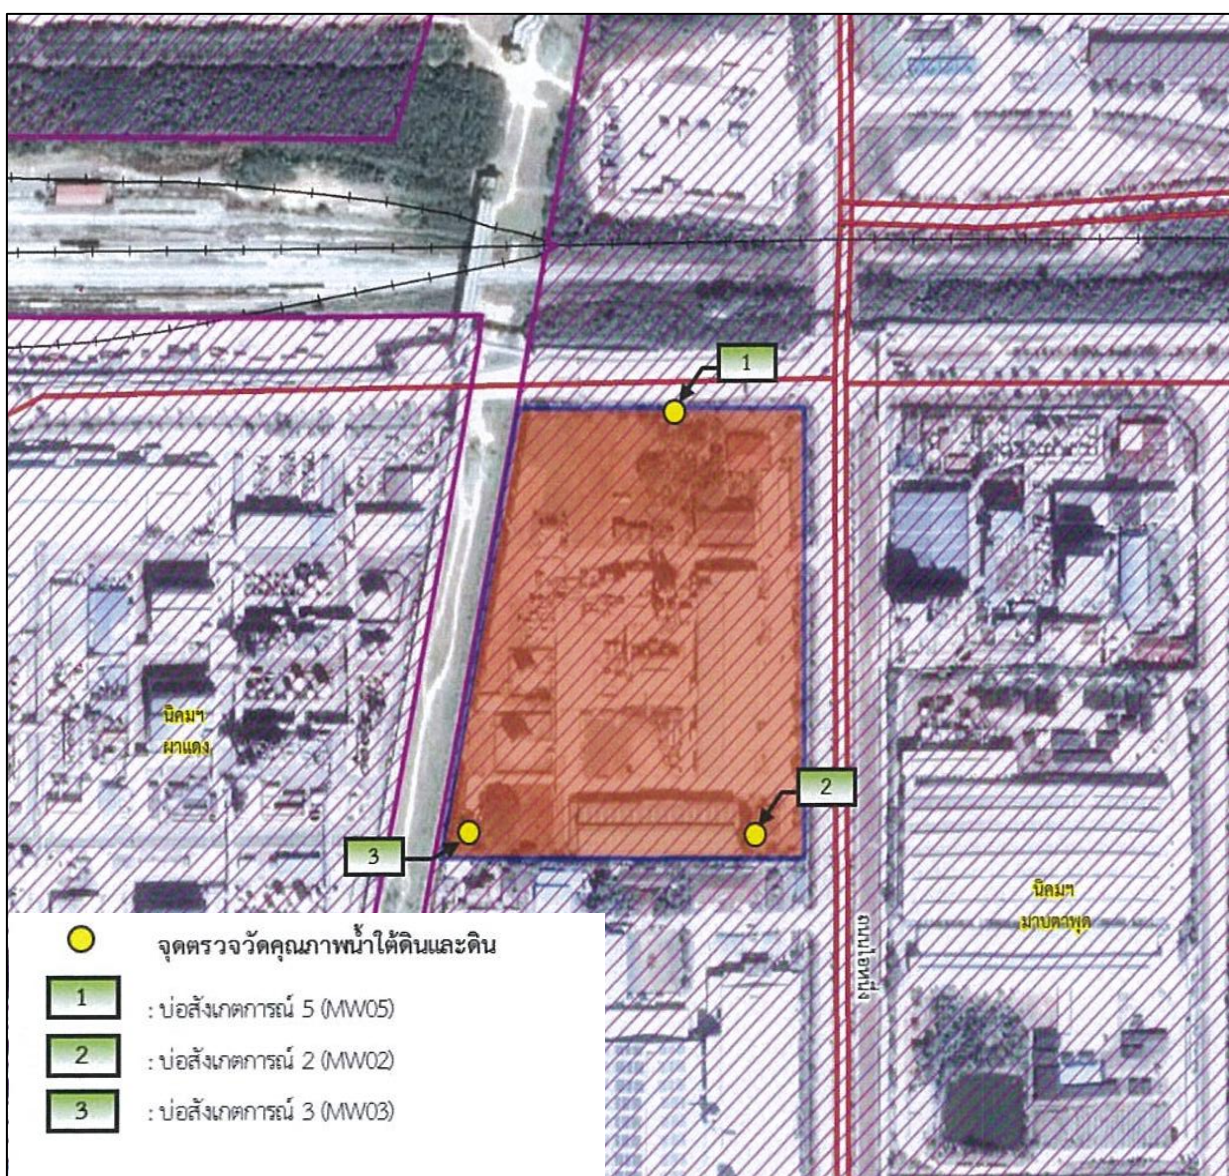 1
นิคมฯ
ผาแดง
2
3
นิคมฯ
มาบตาพุด
ถนนไอหนึ่ง
จุดตรวจวัดคุณภาพน้ำใต้ดินและดิน
1 : บ่อสังเกตการณ์ 5 (MW05)
2 : บ่อสังเกตการณ์ 2 (MW02)
3 : บ่อสังเกตการณ์ 3 (MW03)